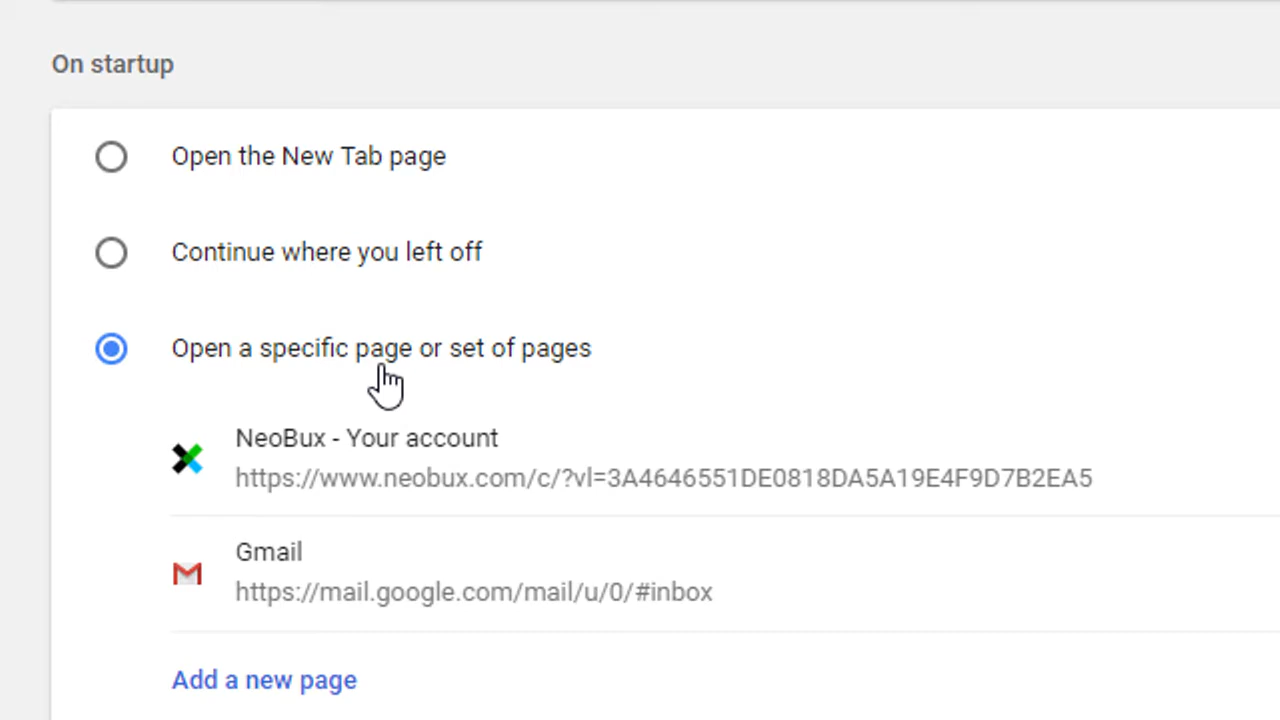 On startup
Open the New Tab page
Continue where you left off
Open a specific page or set of pages
NeoBux - Your account
https://www.neobux.com/c/?vl=3A4646551DE0818DA5A19E4F9D7B2EA5
Gmail
https://mail.google.com/mail/u/0/#inbox
Add a new page